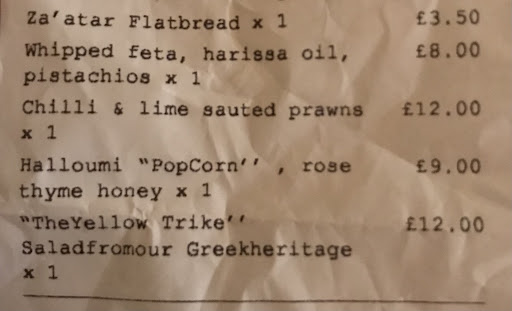 Za'atar Flatbread x 1 £3.50
Whipped feta, harissa oil, £8.00
pistachios x 1
Chilli & lime sauted prawns £12.00
x 1
Halloumi "PopCorn'' , rose £9.00
thyme honey x 1
"TheYellow Trike'' £12.00
Saladfromour Greekheritage
x 1